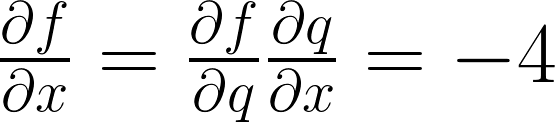 ∂f/∂x = ∂f/∂q ∂q/∂x = −4